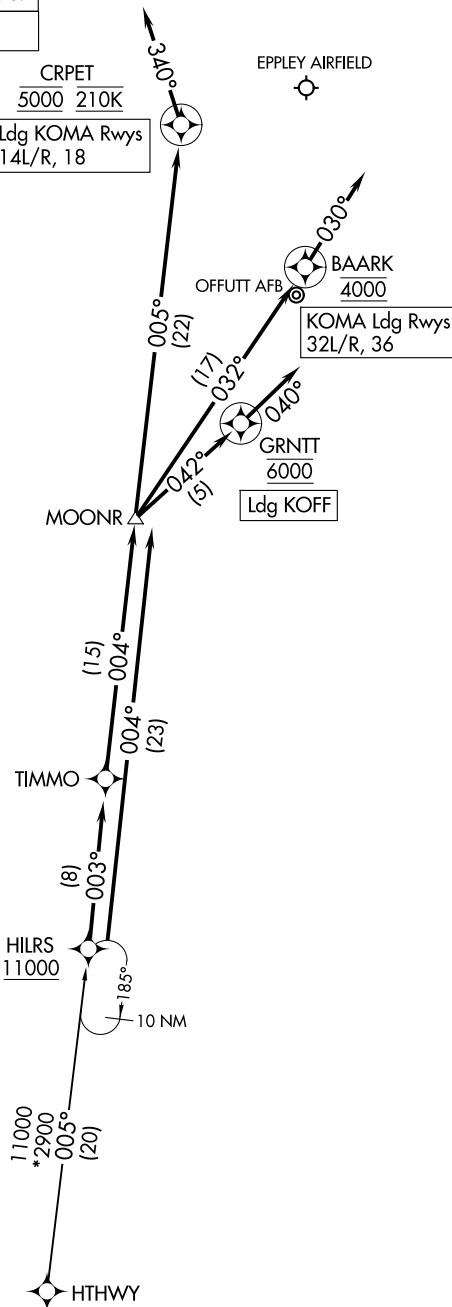 340°
CRPET
5000 210K
Ldg KOMA Rwys
14L/R, 18
EPPLEY AIRFIELD
030°
BAARK
4000
OFFUTT AFB
KOMA Ldg Rwys
32L/R, 36
005°
(22)
(17)
032°
040°
GRNTT
6000
Ldg KOFF
042°
(5)
MOONR
(15)
004°
004°
(23)
TIMMO
(8)
003°
HILRS
11000
185°
10 NM
11000
*2900
005°
(20)
HTHWY